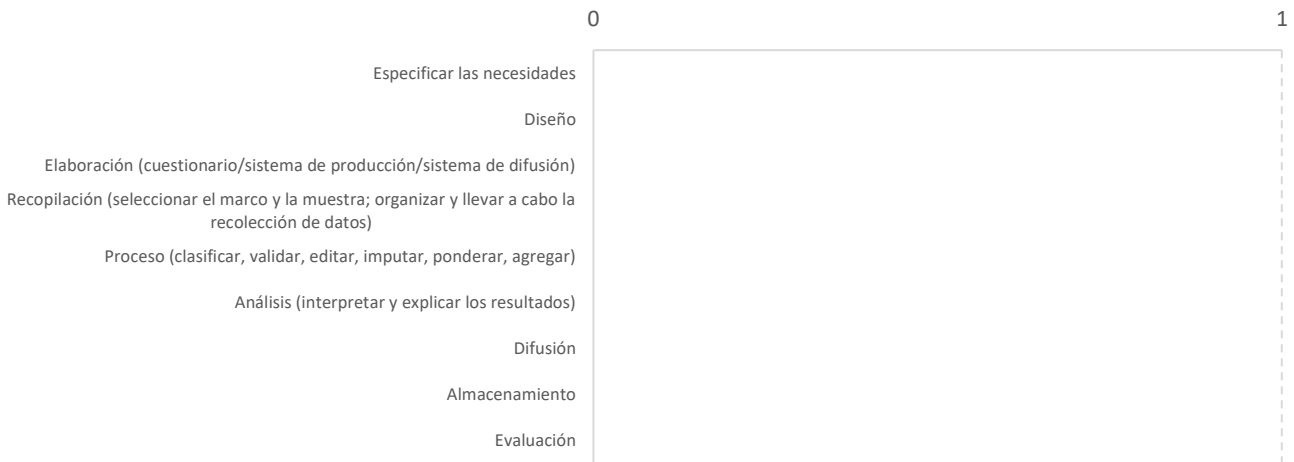 0 1
Especificar las necesidades
Diseño
Elaboración (cuestionario/sistema de producción/sistema de difusión)
Recopilación (seleccionar el marco y la muestra; organizar y llevar a cabo la
recolección de datos)
Proceso (clasificar, validar, editar, imputar, ponderar, agregar)
Análisis (interpretar y explicar los resultados)
Difusión
Almacenamiento
Evaluación